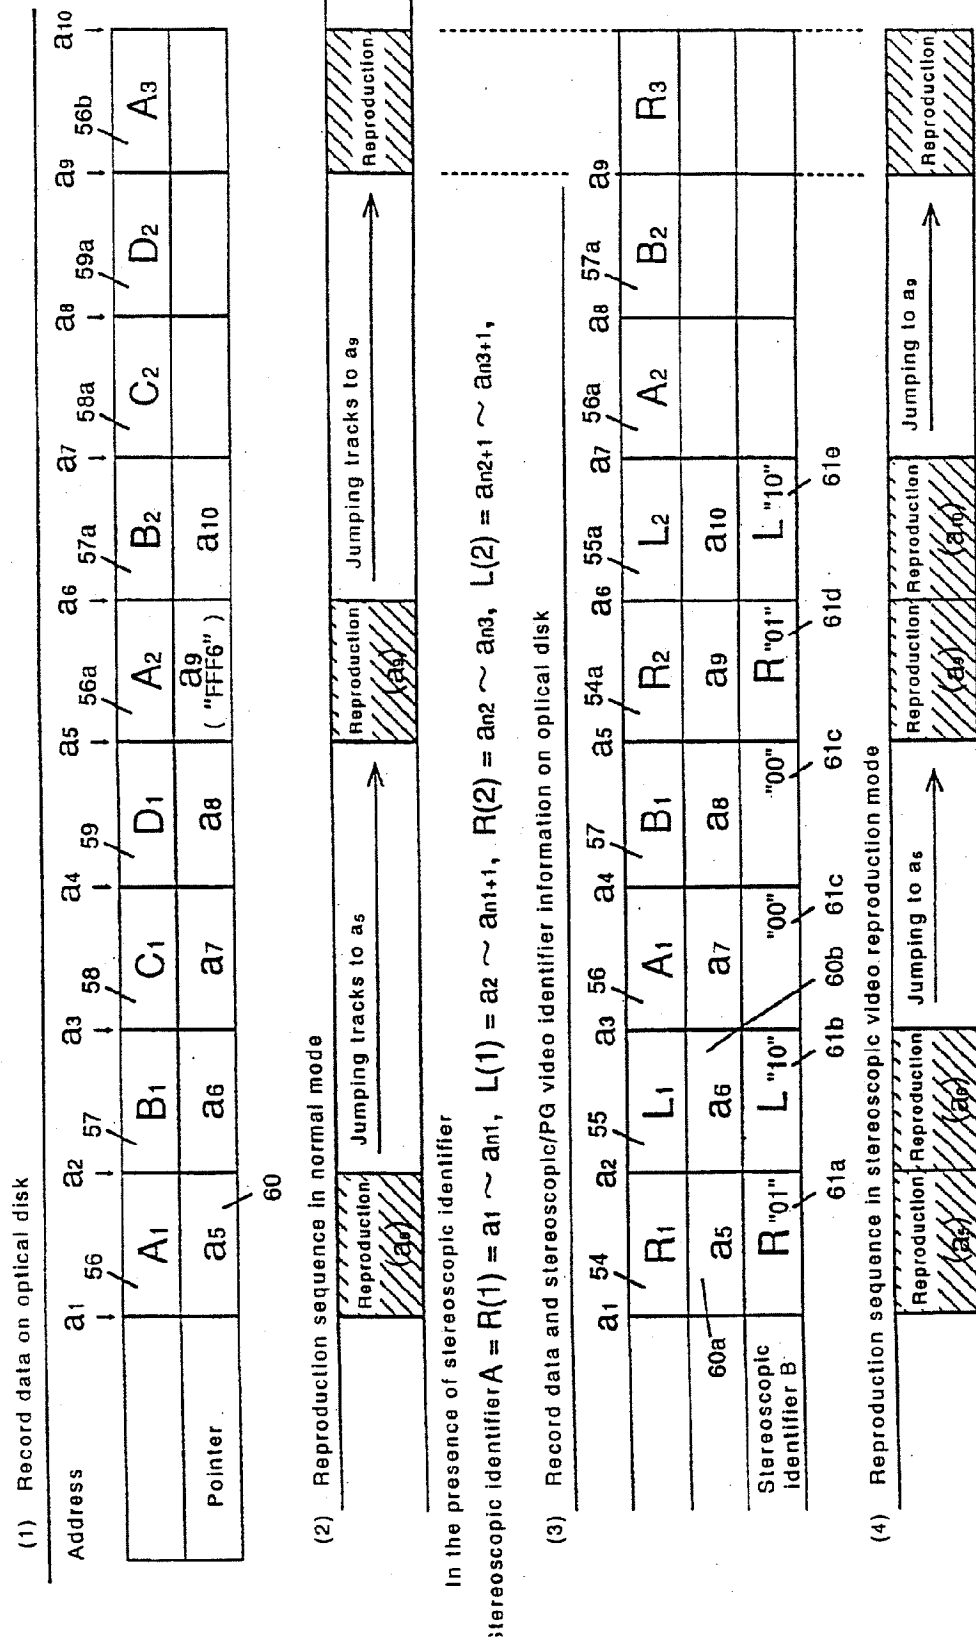 (1) Record data on optical disk
Address a1 a2 a3 a4 a5 a6 a7 a8 a9 a10
56 57 58 59 56a 57a 58a 59a 56b
A1 B1 C1 D1 A2 B2 C2 D2 A3
Pointer a5 a6 a7 a8 a9 a10
( "FFF6" )
60
(2) Reproduction sequence in normal mode
Reproduction Jumping tracks to a5 Reproduction Jumping tracks to a9 Reproduction
(a5) (a9)
In the presence of stereoscopic identifier
stereoscopic identifier A = R(1) = a1 ~ an1, L(1) = a2 ~ an1+1, R(2) = an2 ~ an3, L(2) = an2+1 ~ an3+1,
(3) Record data and stereoscopic/PG video identifier information on optical disk
a1 a2 a3 a4 a5 a6 a7 a8 a9
54 55 56 57 54a 55a 56a 57a
R1 L1 A1 B1 R2 L2 A2 B2 R3
a5 a6 a7 a8 a9 a10
60a 60b
Stereoscopic identifier B
R "01" L "10" "00" "00" R "01" L "10"
61a 61b 61c 61c 61d 61e
(4) Reproduction sequence in stereoscopic video reproduction mode
Reproduction Reproduction Jumping to a5 Reproduction Reproduction Jumping to a9 Reproduction
(a5) (a6) (a9) (a10)